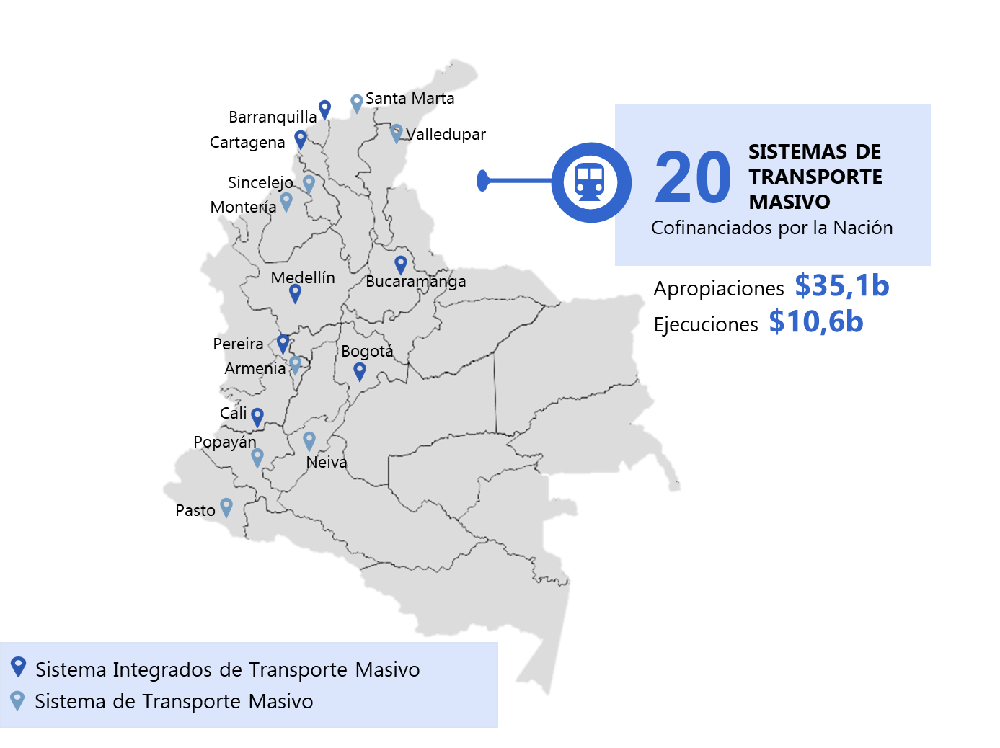 Santa Marta
Barranquilla
Valledupar
Cartagena
Sincelejo
Montería
Medellín
Bucaramanga
Pereira
Bogotá
Armenia
Cali
Popayán
Neiva
Pasto
20
SISTEMAS DE
TRANSPORTE
MASIVO
Cofinanciados por la Nación
Apropiaciones $35,1b
Ejecuciones $10,6b
Sistema Integrados de Transporte Masivo
Sistema de Transporte Masivo